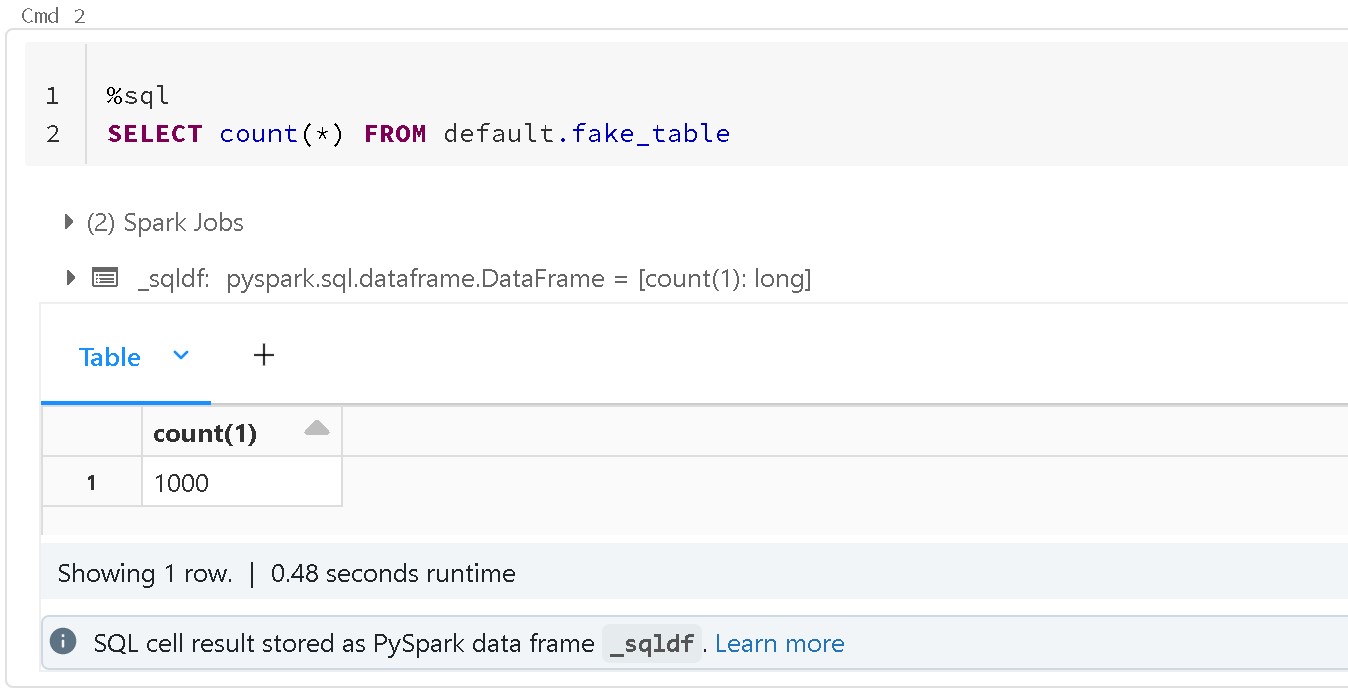 Cmd 2
1 %sql
2 SELECT count(*) FROM default.fake_table
(2) Spark Jobs
_sqldf: pyspark.sql.dataframe.DataFrame = [count(1): long]
Table +
count(1)
1 1000
Showing 1 row. | 0.48 seconds runtime
SQL cell result stored as PySpark data frame _sqldf. Learn more